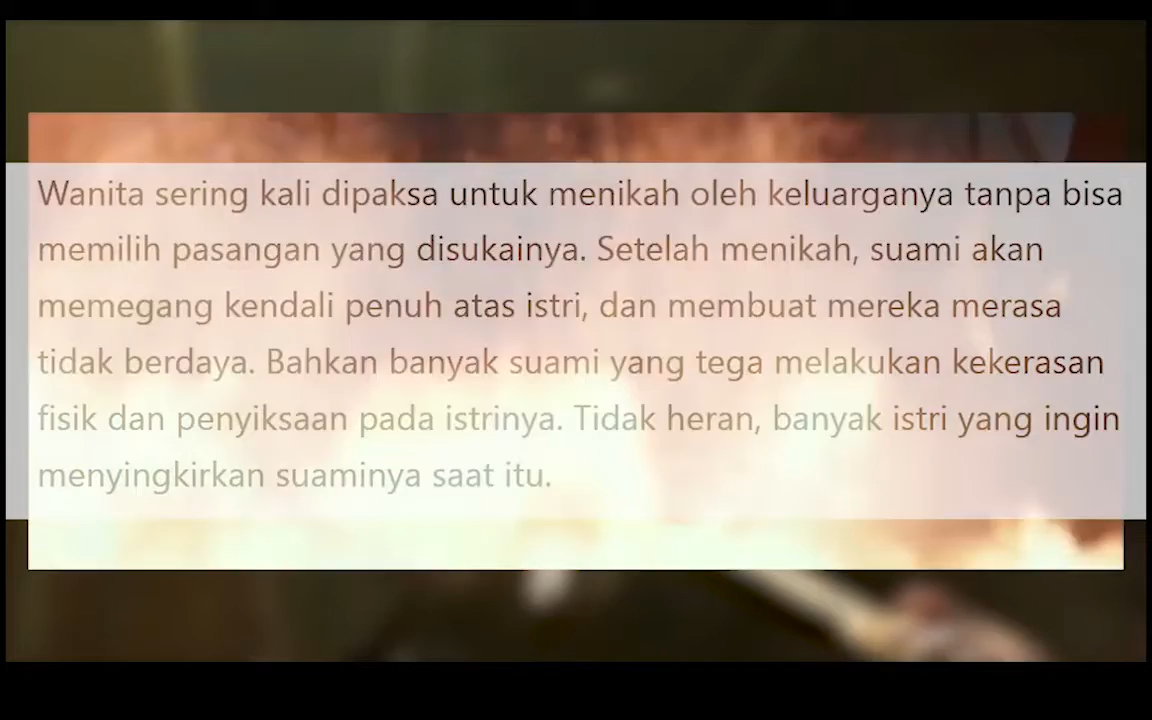 Wanita sering kali dipaksa untuk menikah oleh keluarganya tanpa bisa
memilih pasangan yang disukainya. Setelah menikah, suami akan
memegang kendali penuh atas istri, dan membuat mereka merasa
tidak berdaya. Bahkan banyak suami yang tega melakukan kekerasan
fisik dan penyiksaan pada istrinya. Tidak heran, banyak istri yang ingin
menyingkirkan suaminya saat itu.